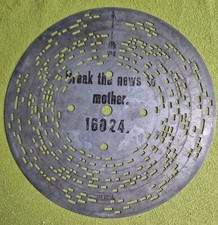 Break the news to
mother.
16024.